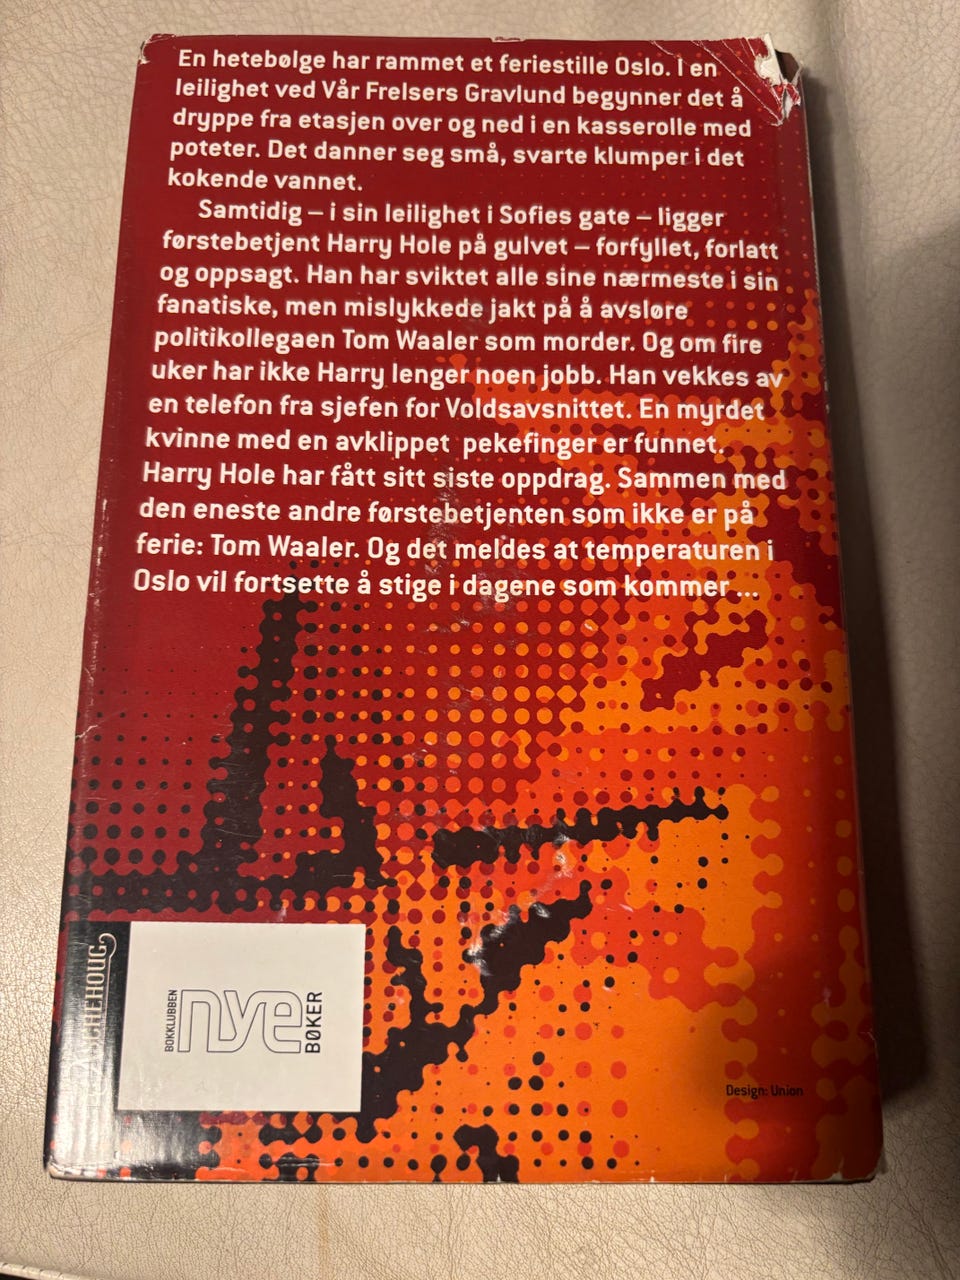 En hetebølge har rammet et feriestille Oslo. I en
leilighet ved Vår Frelsers Gravlund begynner det å
dryppe fra etasjen over og ned i en kasserolle med
poteter. Det danner seg små, svarte klumper i det
kokende vannet.
Samtidig – i sin leilighet i Sofies gate – ligger
førstebetjent Harry Hole på gulvet – forfyllet, forlatt
og oppsagt. Han har sviktet alle sine nærmeste i sin
fanatiske, men mislykkede jakt på å avsløre
politikollegaen Tom Waaler som morder. Og om fire
uker har ikke Harry lenger noen jobb. Han vekkes av
en telefon fra sjefen for Voldsavsnittet. En myrdet
kvinne med en avklippet pekefinger er funnet.
Harry Hole har fått sitt siste oppdrag. Sammen med
den eneste andre førstebetjenten som ikke er på
ferie: Tom Waaler. Og det meldes at temperaturen i
Oslo vil fortsette å stige i dagene som kommer ...
BOKKLUBBEN
nye
BØKER
Design: Union